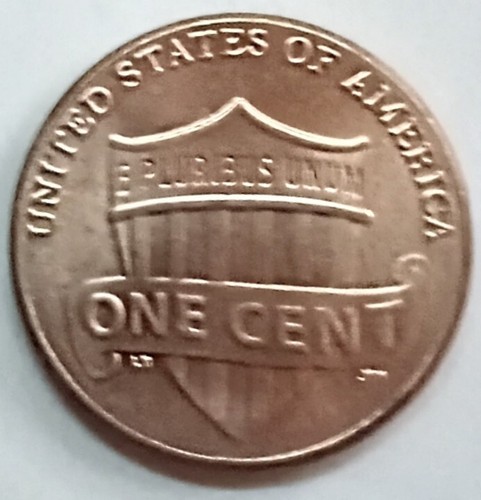 UNITED STATES OF AMERICA
E PLURIBUS UNUM
ONE CENT